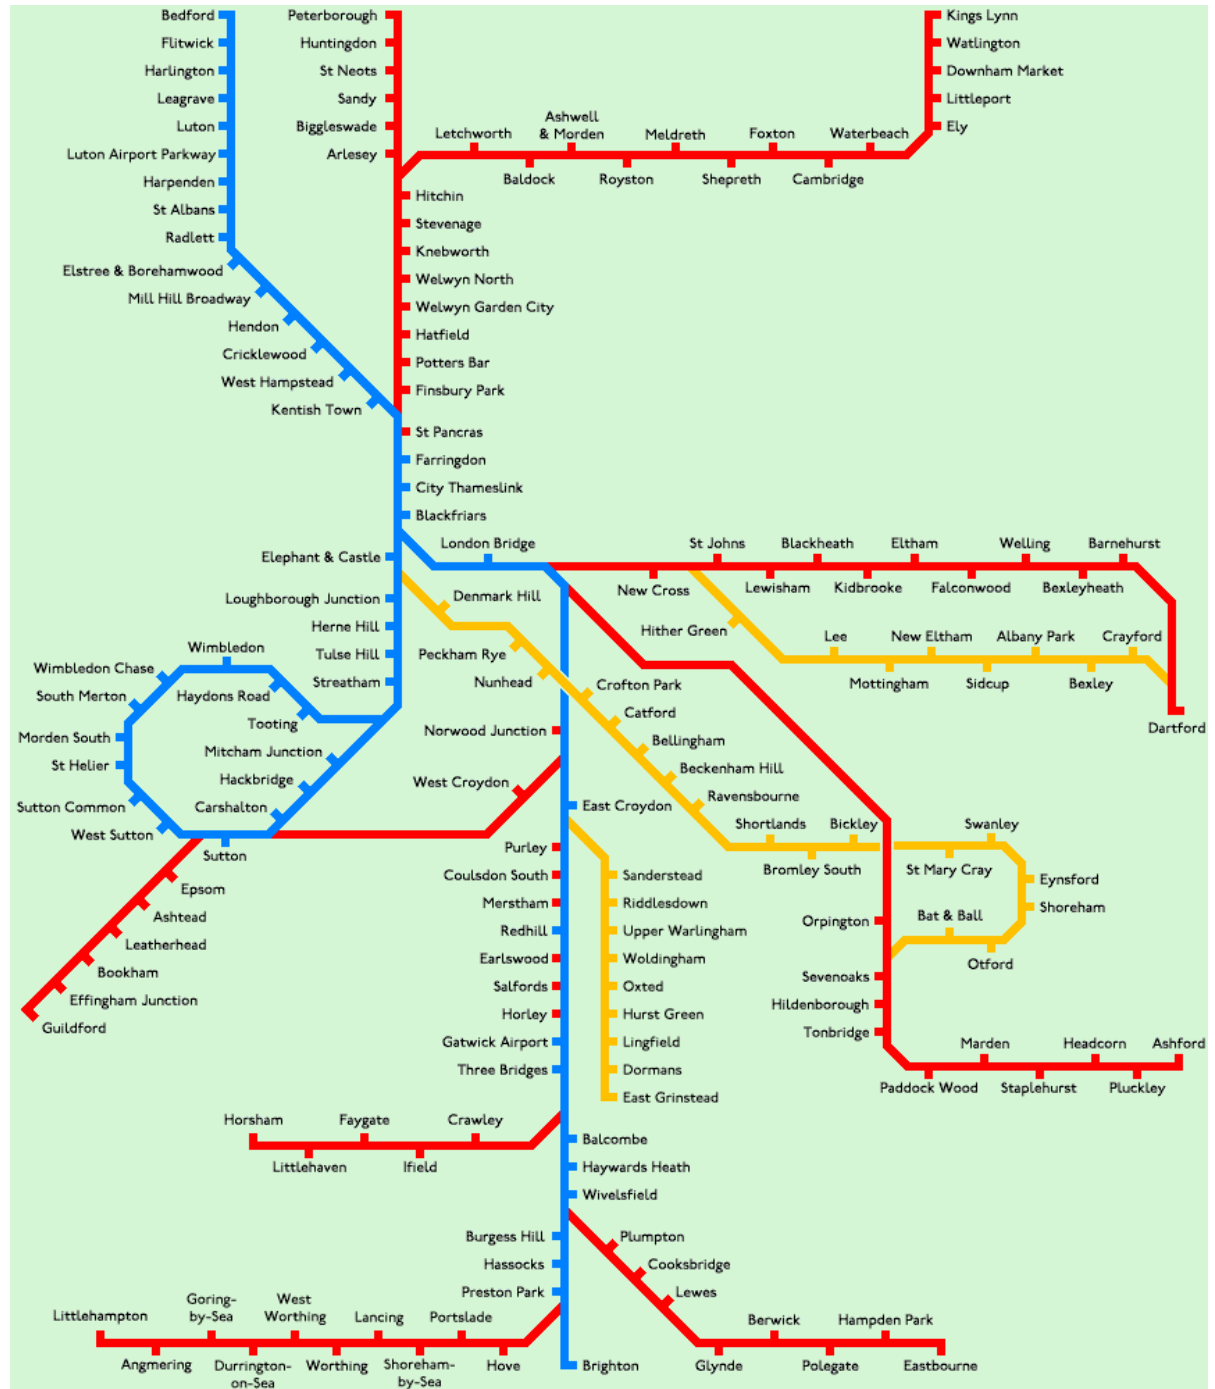 Bedford
Flitwick
Harlington
Leagrave
Luton
Luton Airport Parkway
Harpenden
St Albans
Radlett
Elstree & Borehamwood
Mill Hill Broadway
Hendon
Cricklewood
West Hampstead
Kentish Town
Peterborough
Huntingdon
St Neots
Sandy
Biggleswade
Arlesey
Kings Lynn
Watlington
Downham Market
Littleport
Ely
Letchworth
Ashwell
& Morden
Meldreth
Foxton
Waterbeach
Baldock
Royston
Shepreth
Cambridge
Hitchin
Stevenage
Knebworth
Welwyn North
Welwyn Garden City
Hatfield
Potters Bar
Finsbury Park
St Pancras
Farringdon
City Thameslink
Blackfriars
Elephant & Castle
London Bridge
Loughborough Junction
Herne Hill
Tulse Hill
Streatham
Wimbledon
Wimbledon Chase
Haydons Road
South Merton
Tooting
Morden South
St Helier
Mitcham Junction
Hackbridge
Sutton Common
Carshalton
West Sutton
Sutton
Epsom
Ashtead
Leatherhead
Bookham
Effingham Junction
Guildford
Denmark Hill
Peckham Rye
Nunhead
Crofton Park
Catford
Bellingham
Beckenham Hill
Ravensbourne
Shortlands
Bickley
Bromley South
Swanley
St Mary Cray
Eynsford
Shoreham
Bat & Ball
Otford
St Johns
Blackheath
Eltham
Welling
Barnehurst
New Cross
Lewisham
Kidbrooke
Falconwood
Bexleyheath
Hither Green
Lee
New Eltham
Albany Park
Crayford
Mottingham
Sidcup
Bexley
Dartford
Norwood Junction
West Croydon
East Croydon
Purley
Coulsdon South
Merstham
Redhill
Earlswood
Salfords
Horley
Gatwick Airport
Three Bridges
Sanderstead
Riddlesdown
Upper Warlingham
Woldingham
Oxted
Hurst Green
Lingfield
Dormans
East Grinstead
Orpington
Sevenoaks
Hildenborough
Tonbridge
Marden
Headcorn
Ashford
Paddock Wood
Staplehurst
Pluckley
Horsham
Faygate
Crawley
Littlehaven
Ifield
Balcombe
Haywards Heath
Wivelsfield
Burgess Hill
Hassocks
Preston Park
Plumpton
Cooksbridge
Lewes
Littlehampton
Goring-
by-Sea
West
Worthing
Lancing
Portslade
Angmering
Durrington-
on-Sea
Worthing
Shoreham-
by-Sea
Hove
Brighton
Berwick
Hampden Park
Glynde
Polegate
Eastbourne